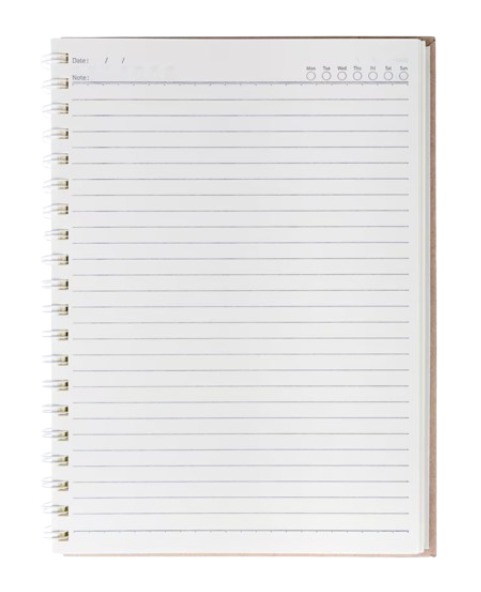 Date: / /
Mon Tue Wed Thu Fri Sat Sun
Note: